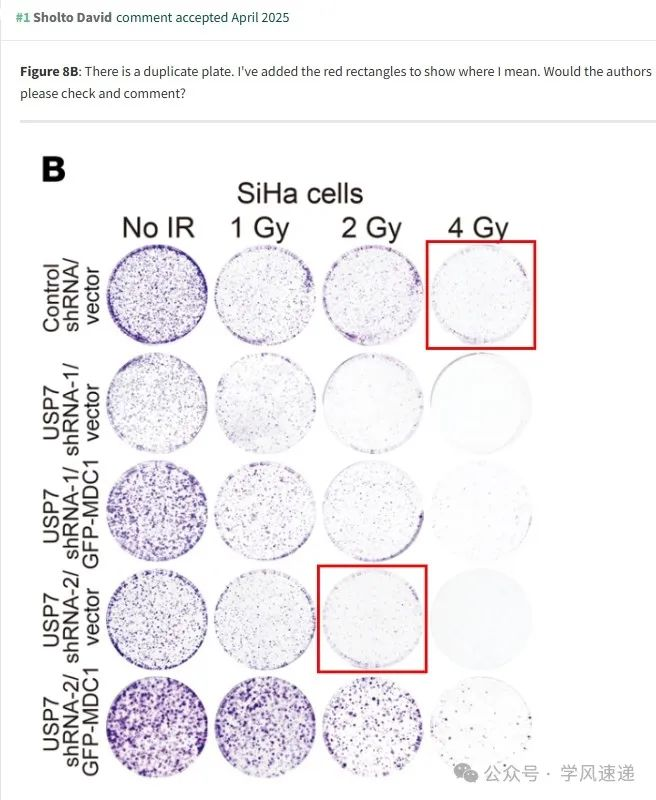 #1 Sholto David comment accepted April 2025
Figure 8B: There is a duplicate plate. I've added the red rectangles to show where I mean. Would the authors
please check and comment?
B
SiHa cells
No IR 1 Gy 2 Gy 4 Gy
Control
shRNA/
vector
USP7
shRNA-1/
vector
USP7
shRNA-1/
GFP-MDC1
USP7
shRNA-2/
vector
USP7
shRNA-2/
GFP-MDC1
公众号 · 学风速递